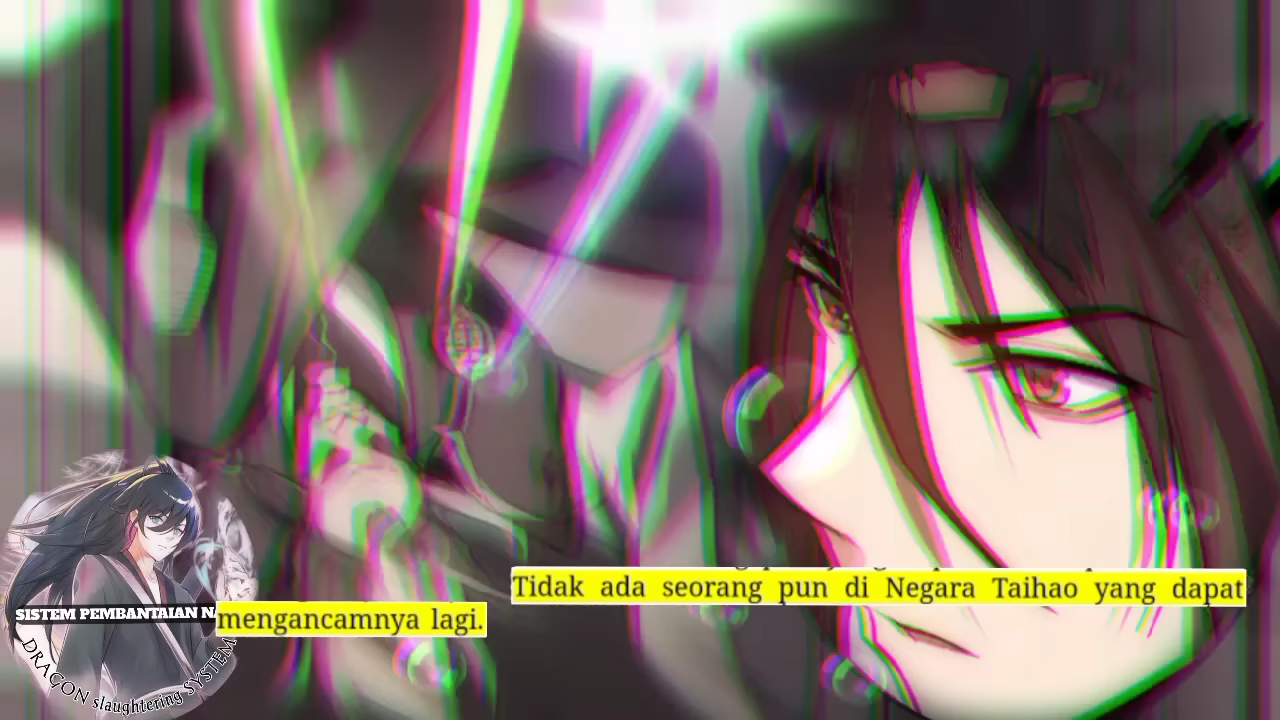 Tidak ada seorang pun di Negara Taihao yang dapat
mengancamnya lagi.
SISTEM PEMBANTAIAN
DRAGON slaughtering SYSTEM